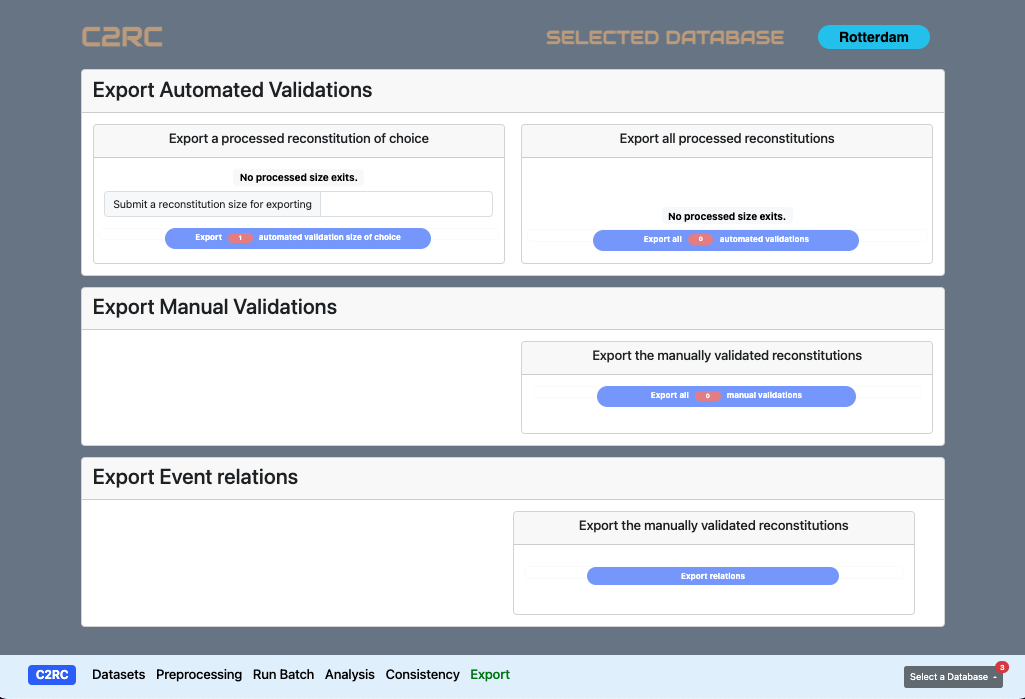 C2RC
SELECTED DATABASE
Rotterdam
Export Automated Validations
Export a processed reconstitution of choice
No processed size exits.
Submit a reconstitution size for exporting
Export 1 automated validation size of choice
Export all processed reconstitutions
No processed size exits.
Export all 0 automated validations
Export Manual Validations
Export the manually validated reconstitutions
Export all 0 manual validations
Export Event relations
Export the manually validated reconstitutions
Export relations
C2RC Datasets Preprocessing Run Batch Analysis Consistency Export
Select a Database
3